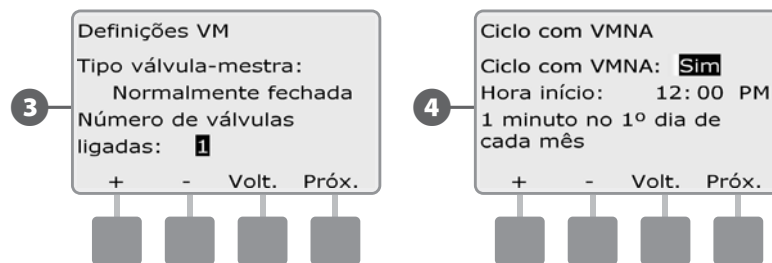 3
Definições VM
Tipo válvula-mestra:
Normalmente fechada
Número de válvulas
ligadas: 1
+ - Volt. Próx.
4
Ciclo com VMNA
Ciclo com VMNA: Sim
Hora início: 12:00 PM
1 minuto no 1º dia de
cada mês
+ - Volt. Próx.